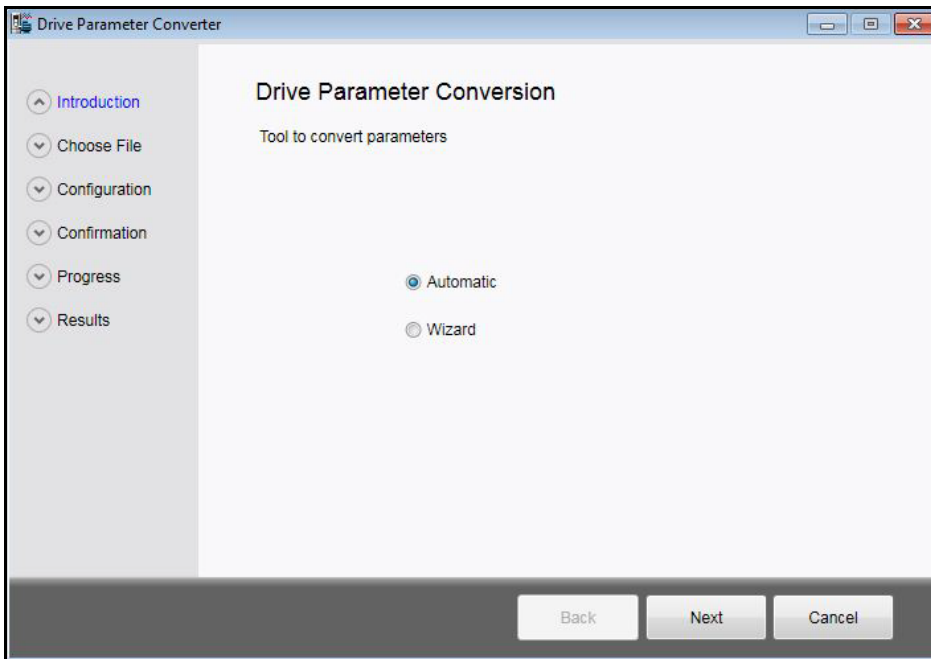 Drive Parameter Converter
Introduction
Choose File
Configuration
Confirmation
Progress
Results
Drive Parameter Conversion
Tool to convert parameters
Automatic
Wizard
Back
Next
Cancel